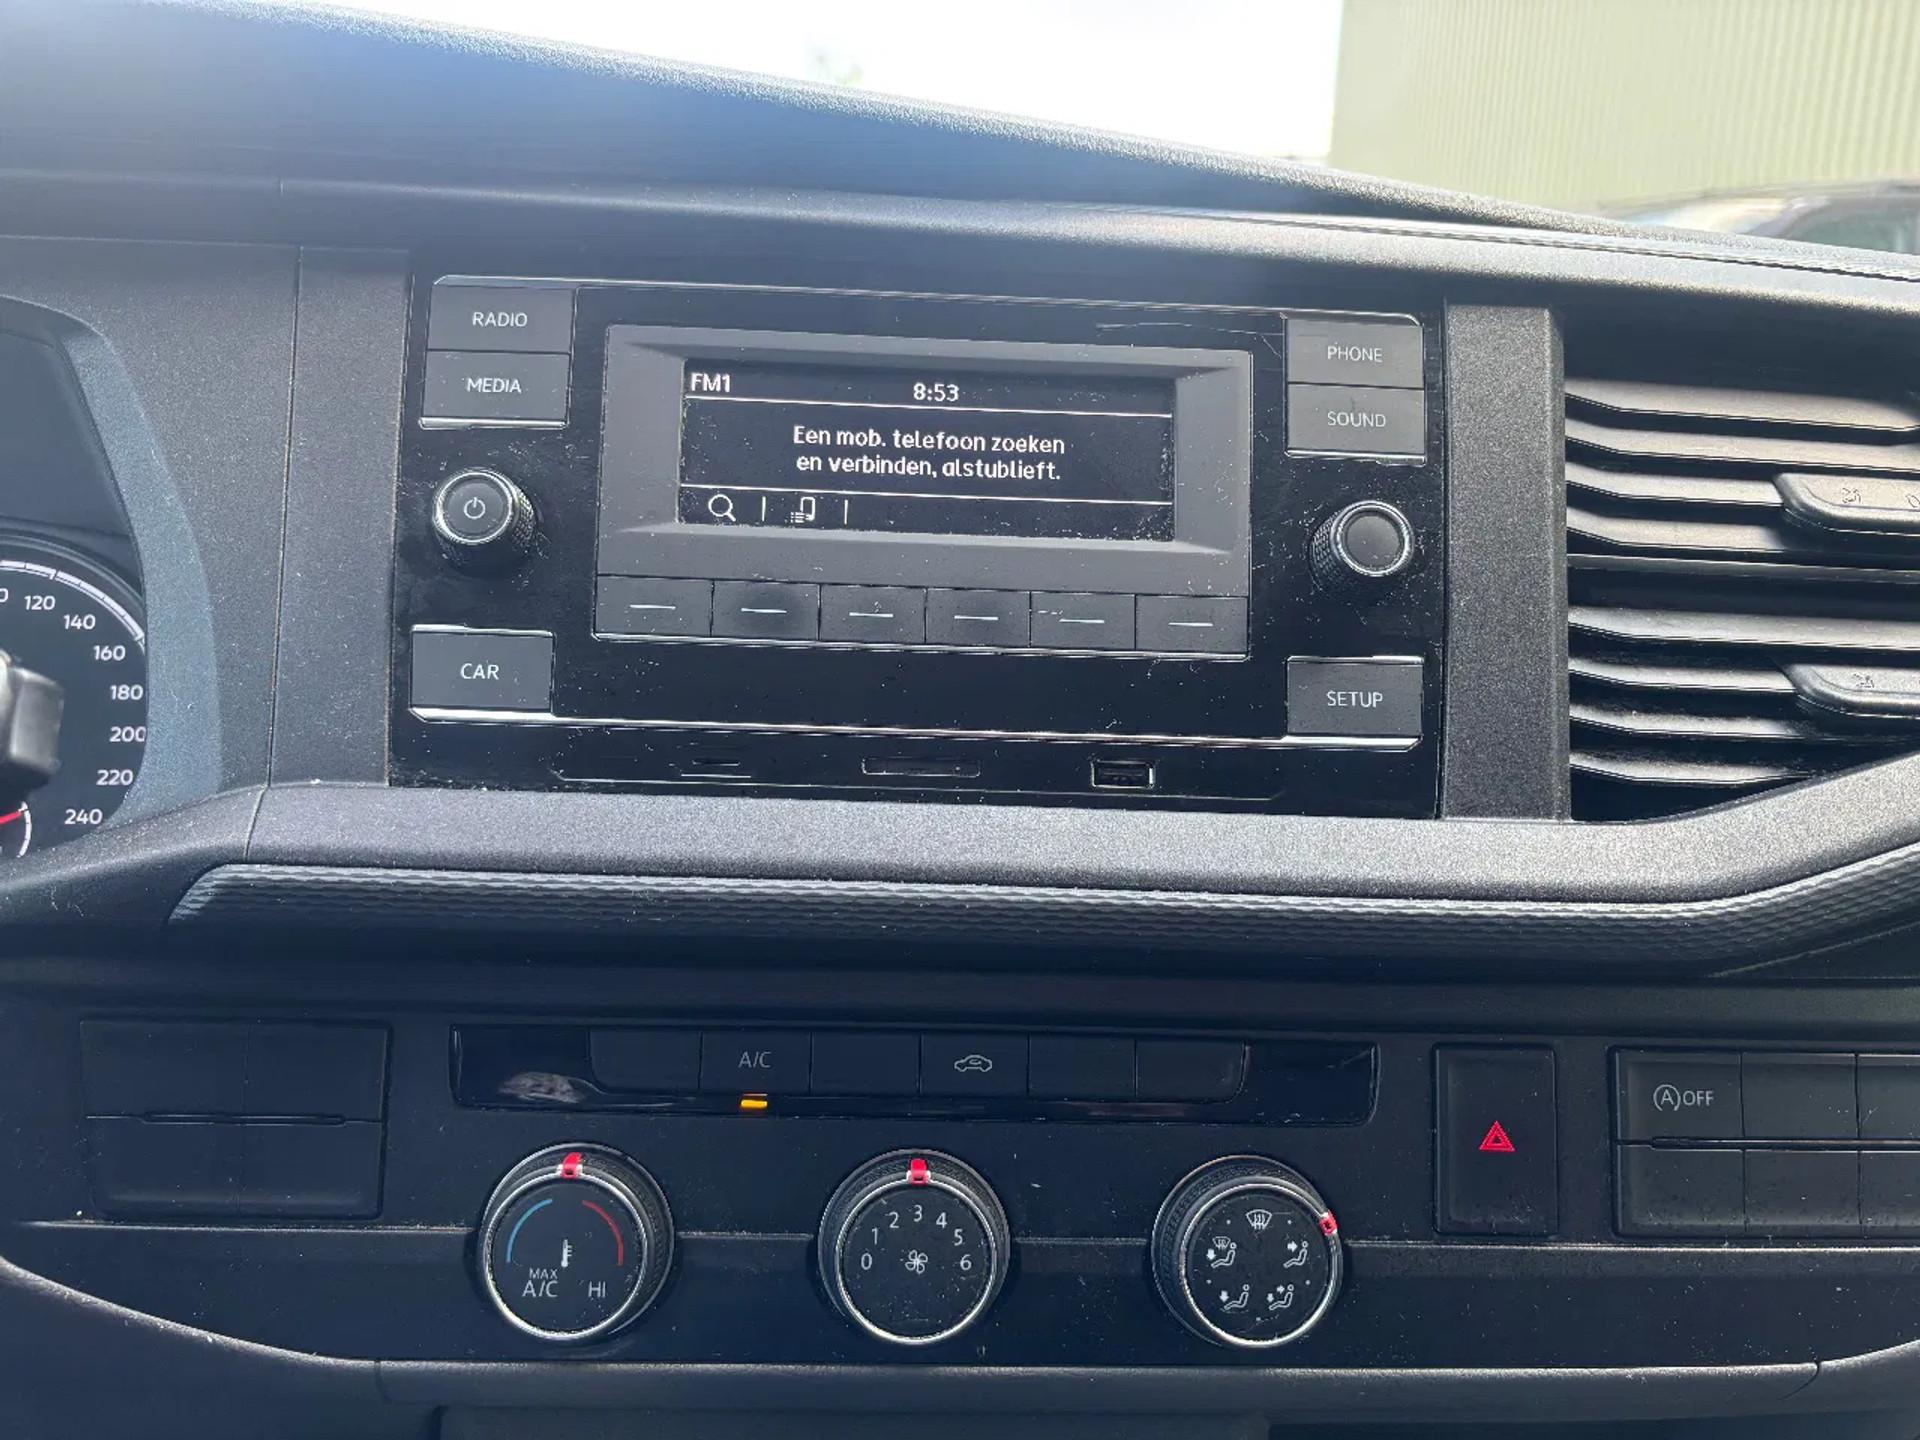 RADIO
MEDIA
PHONE
SOUND
FM1
8:53
Een mob. telefoon zoeken
en verbinden, alstublieft.
CAR
SETUP
120
140
160
180
200
220
240
A/C
(A)OFF
MAX
A/C
HI
0
1
2
3
4
5
6